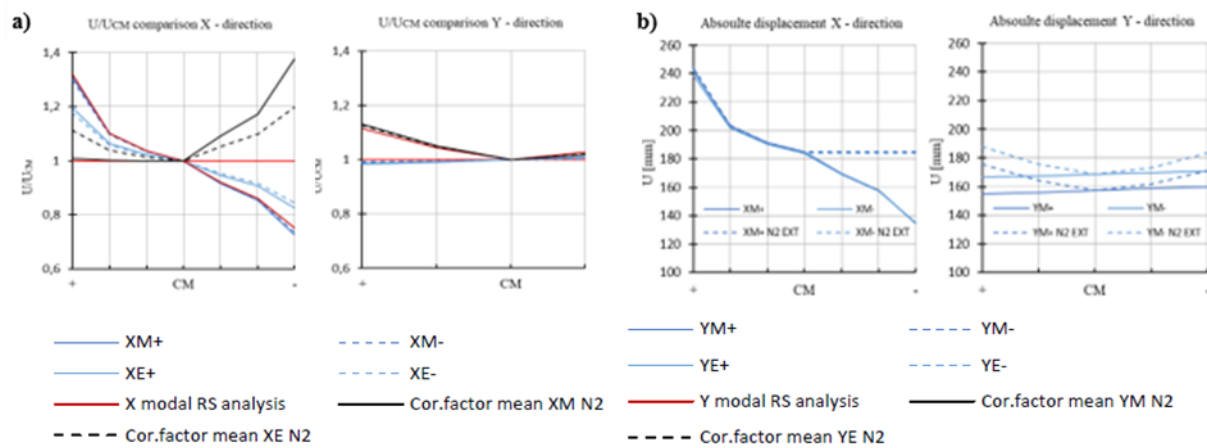 a)
U/UCM comparison X - direction
1,4
1,2
1
0,8
0,6
U/UCM
+
CM
-
U/UCM comparison Y - direction
1,4
1,2
1
0,8
0,6
U/UCM
+
CM
b)
Absoulte displacement X - direction
260
240
220
200
180
160
140
120
100
U [mm]
XM+
XM-
XM+ N2 EXT
XM- N2 EXT
+
CM
-
Absoulte displacement Y - direction
260
240
220
200
180
160
140
120
100
U [mm]
YM+
YM-
YM+ N2 EXT
YM- N2 EXT
+
CM
-
XM+
XM-
XE+
XE-
X modal RS analysis
Cor.factor mean XM N2
Cor.factor mean XE N2
YM+
YM-
YE+
YE-
Y modal RS analysis
Cor.factor mean YM N2
Cor.factor mean YE N2